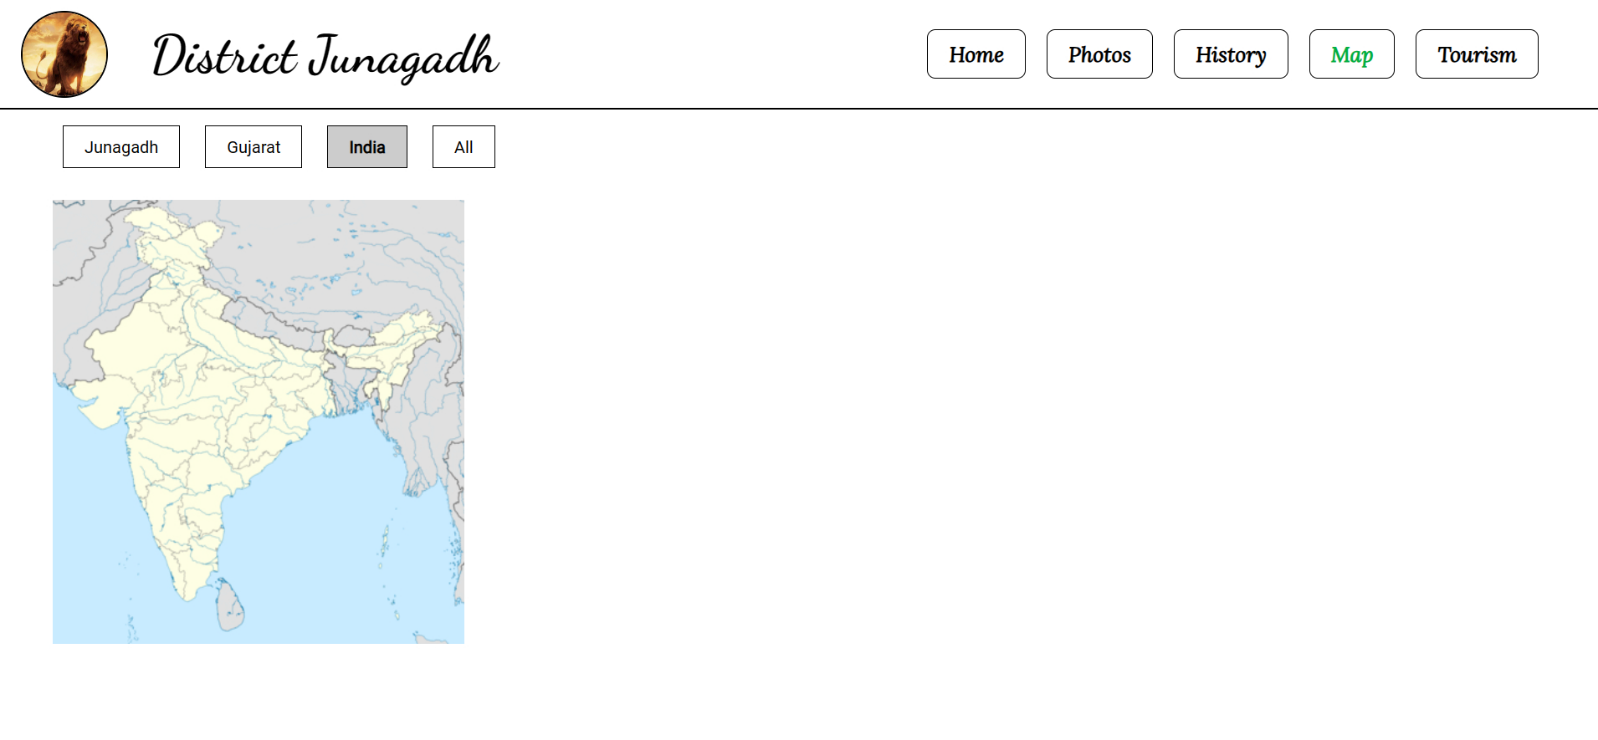 District Junagadh
Home Photos History Map Tourism
Junagadh Gujarat India All